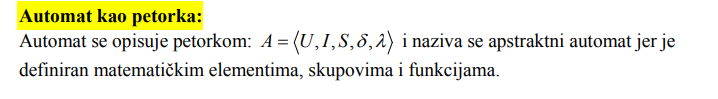 Automat kao petorka:
Automat se opisuje petorkom: A = ⟨U, I, S, δ, λ⟩ i naziva se apstraktni automat jer je
definiran matematičkim elementima, skupovima i funkcijama.